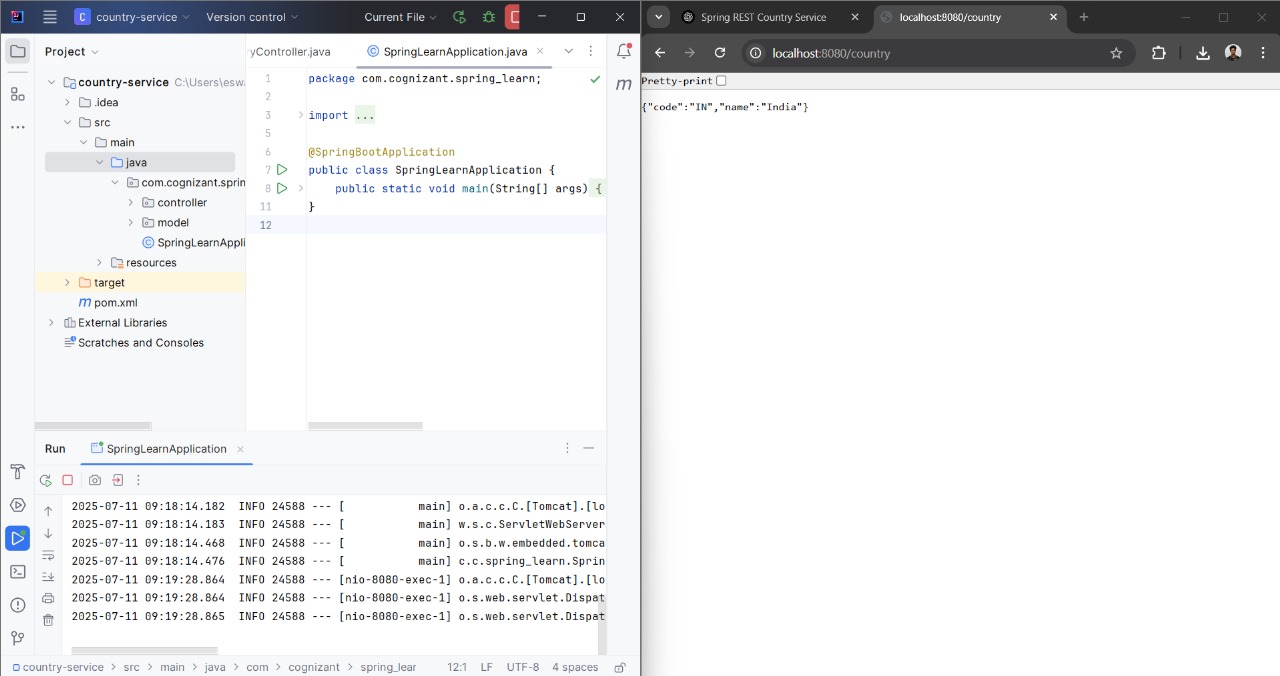 C country-service Version control Current File
Project
country-service C:\Users\esw
.idea
src
main
java
com.cognizant.sprin
controller
model
SpringLearnAppli
resources
target
m pom.xml
External Libraries
Scratches and Consoles
yController.java SpringLearnApplication.java
1 package com.cognizant.spring_learn;
2
3 import ...
5
6 @SpringBootApplication
7 public class SpringLearnApplication {
8 public static void main(String[] args) {
11 }
12
m
Run SpringLearnApplication
2025-07-11 09:18:14.182 INFO 24588 --- [ main] o.a.c.c.C.[Tomcat].[lo
2025-07-11 09:18:14.183 INFO 24588 --- [ main] w.s.c.ServletWebServer
2025-07-11 09:18:14.468 INFO 24588 --- [ main] o.s.b.w.embedded.tomca
2025-07-11 09:18:14.476 INFO 24588 --- [ main] c.c.spring_learn.Sprin
2025-07-11 09:19:28.864 INFO 24588 --- [nio-8080-exec-1] o.a.c.c.C.[Tomcat].[lo
2025-07-11 09:19:28.864 INFO 24588 --- [nio-8080-exec-1] o.s.web.servlet.Dispat
2025-07-11 09:19:28.865 INFO 24588 --- [nio-8080-exec-1] o.s.web.servlet.Dispat
country-service > src > main > java > com > cognizant > spring_lear 12:1 LF UTF-8 4 spaces
Spring REST Country Service localhost:8080/country
localhost:8080/country
Pretty-print
{"code":"IN","name":"India"}